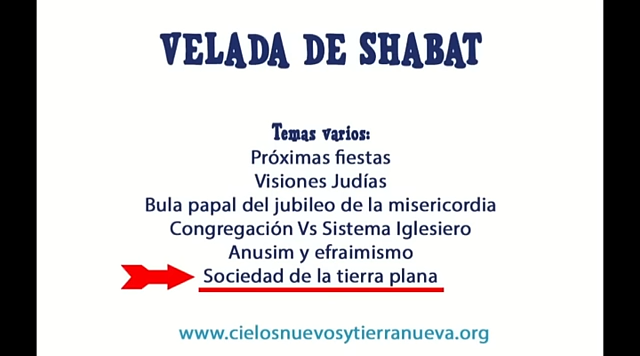 VELADA DE SHABAT
Temas varios:
Próximas fiestas
Visiones Judías
Bula papal del jubileo de la misericordia
Congregación Vs Sistema Iglesiero
Anusim y efraimismo
Sociedad de la tierra plana
www.cielosnuevosytierranueva.org